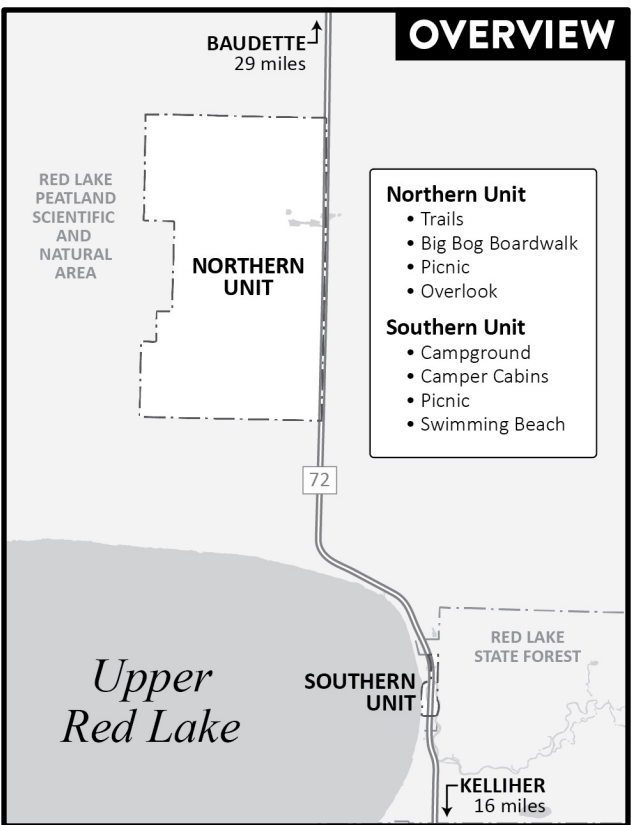 OVERVIEW
BAUDETTE
29 miles
RED LAKE
PEATLAND
SCIENTIFIC
AND
NATURAL
AREA
NORTHERN
UNIT
Northern Unit
• Trails
• Big Bog Boardwalk
• Picnic
• Overlook
Southern Unit
• Campground
• Camper Cabins
• Picnic
• Swimming Beach
72
RED LAKE
STATE FOREST
Upper
Red Lake
SOUTHERN
UNIT
KELLIHER
16 miles